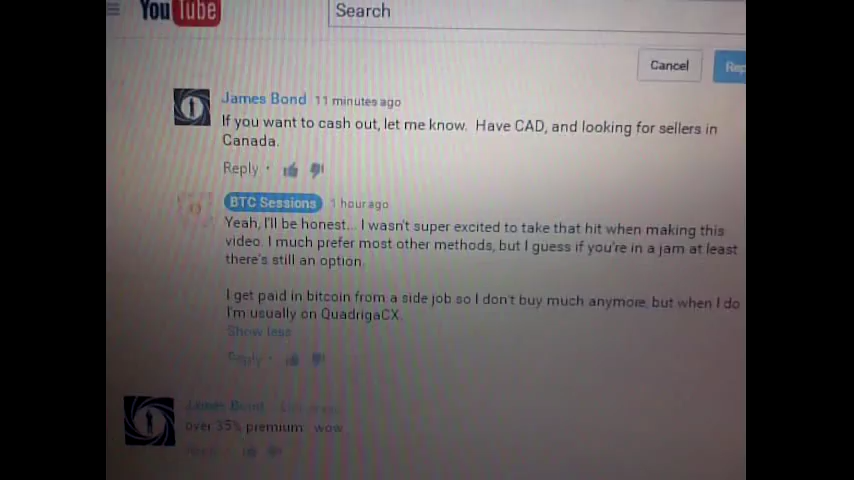 YouTube
Search
Cancel
James Bond 11 minutes ago
If you want to cash out, let me know. Have CAD, and looking for sellers in
Canada.
Reply
BTC Sessions 1 hour ago
Yeah, I'll be honest... I wasn't super excited to take that hit when making this
video. I much prefer most other methods, but I guess if you're in a jam at least
there's still an option.
I get paid in bitcoin from a side job so I don't buy much anymore, but when I do
I'm usually on QuadrigaCX.
Show less
Reply
James Bond
over 35% premium wow